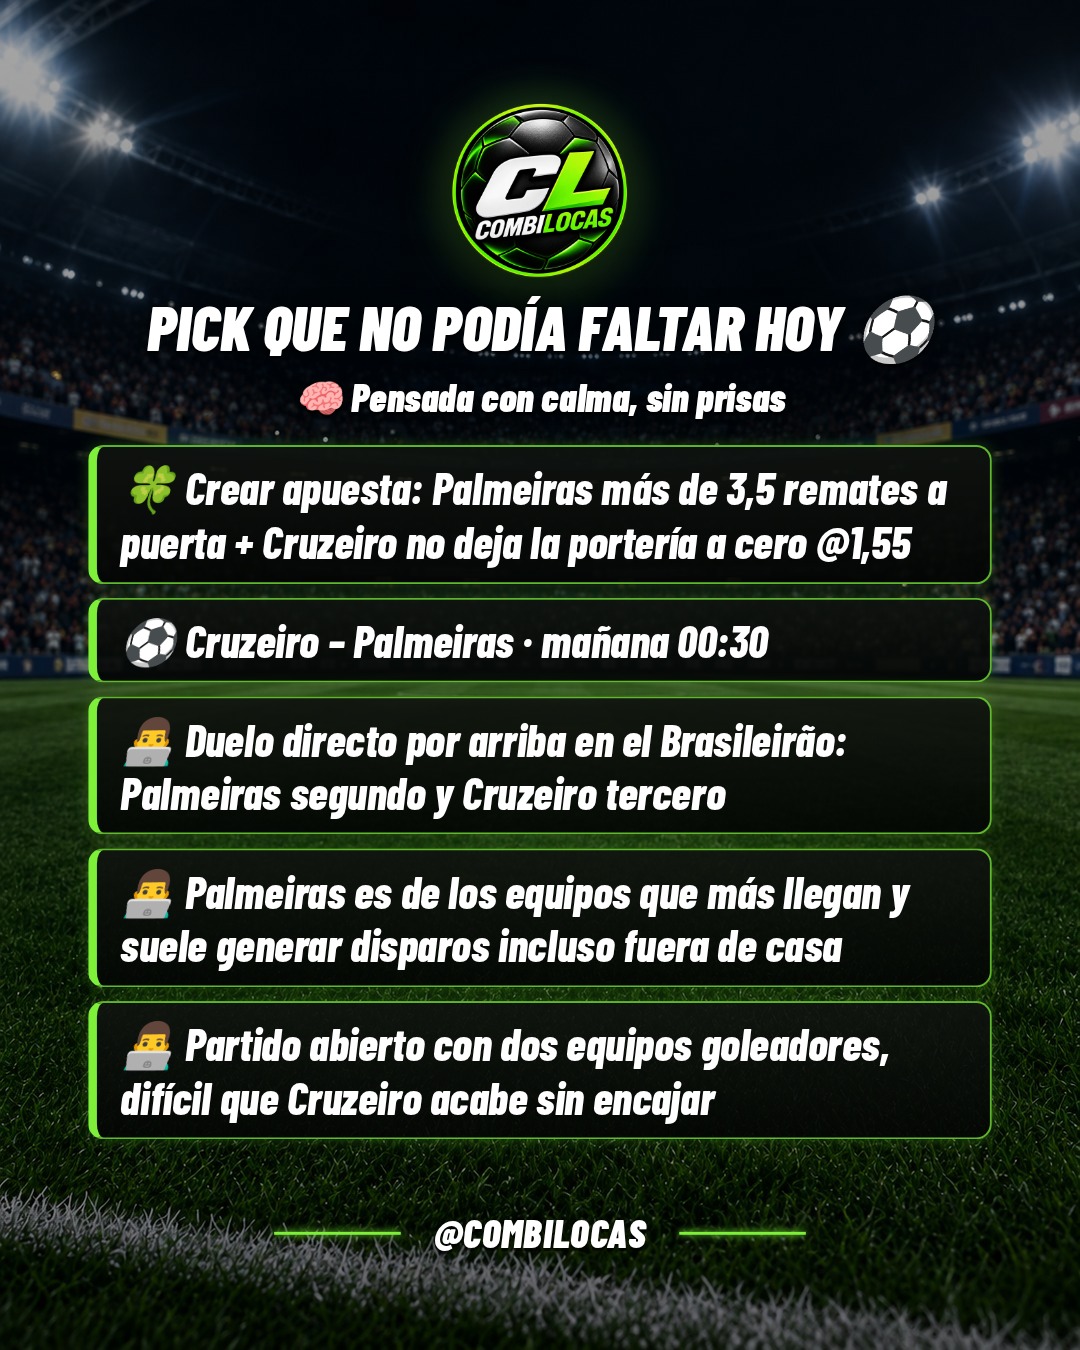 CL
COMBILOCAS
PICK QUE NO PODÍA FALTAR HOY ⚽
🧠 Pensada con calma, sin prisas
🍀 Crear apuesta: Palmeiras más de 3,5 remates a
puerta + Cruzeiro no deja la portería a cero @1,55
⚽ Cruzeiro - Palmeiras · mañana 00:30
👨‍💻 Duelo directo por arriba en el Brasileirão:
Palmeiras segundo y Cruzeiro tercero
👨‍💻 Palmeiras es de los equipos que más llegan y
suele generar disparos incluso fuera de casa
👨‍💻 Partido abierto con dos equipos goleadores,
difícil que Cruzeiro acabe sin encajar
@COMBILOCAS